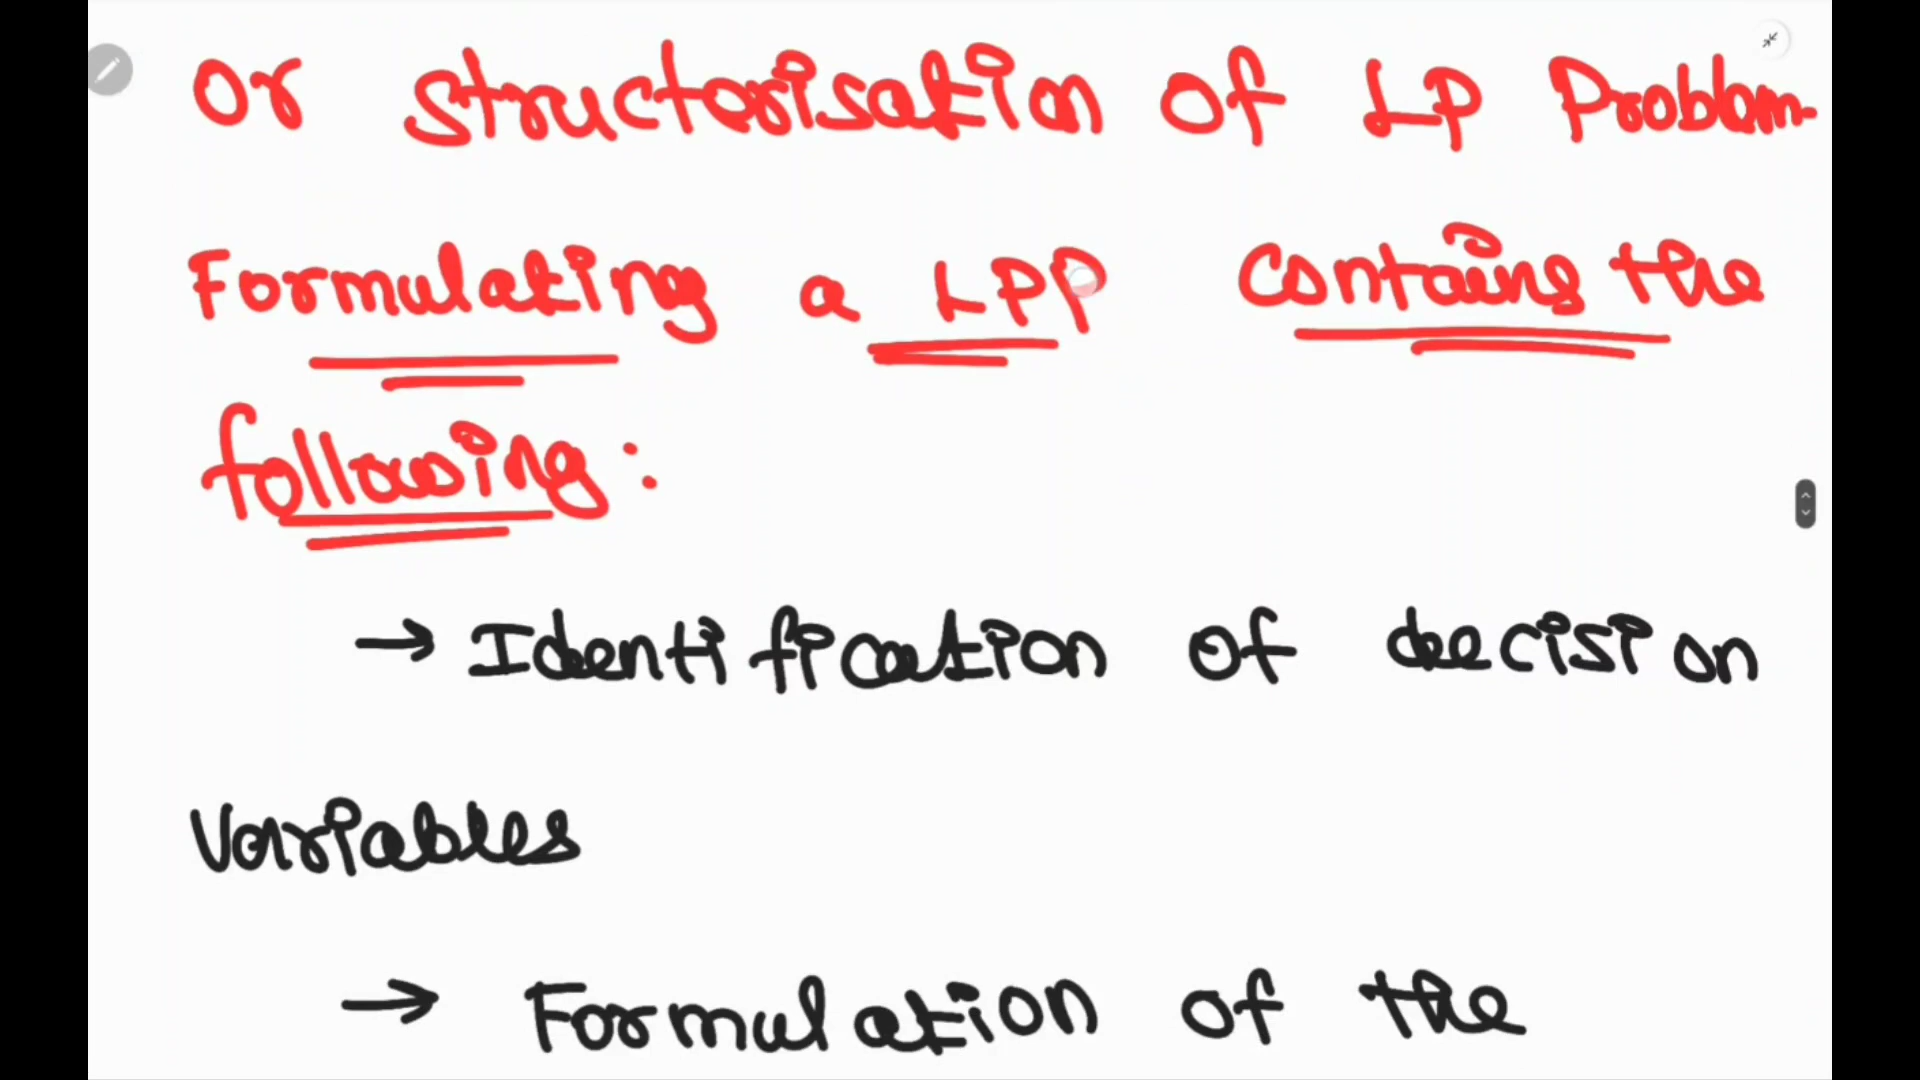 Or Structorisation Of LP Problem
Formulating a LPP Contains the
following:
→ Identification of decision
Variables
→ Formulation of the